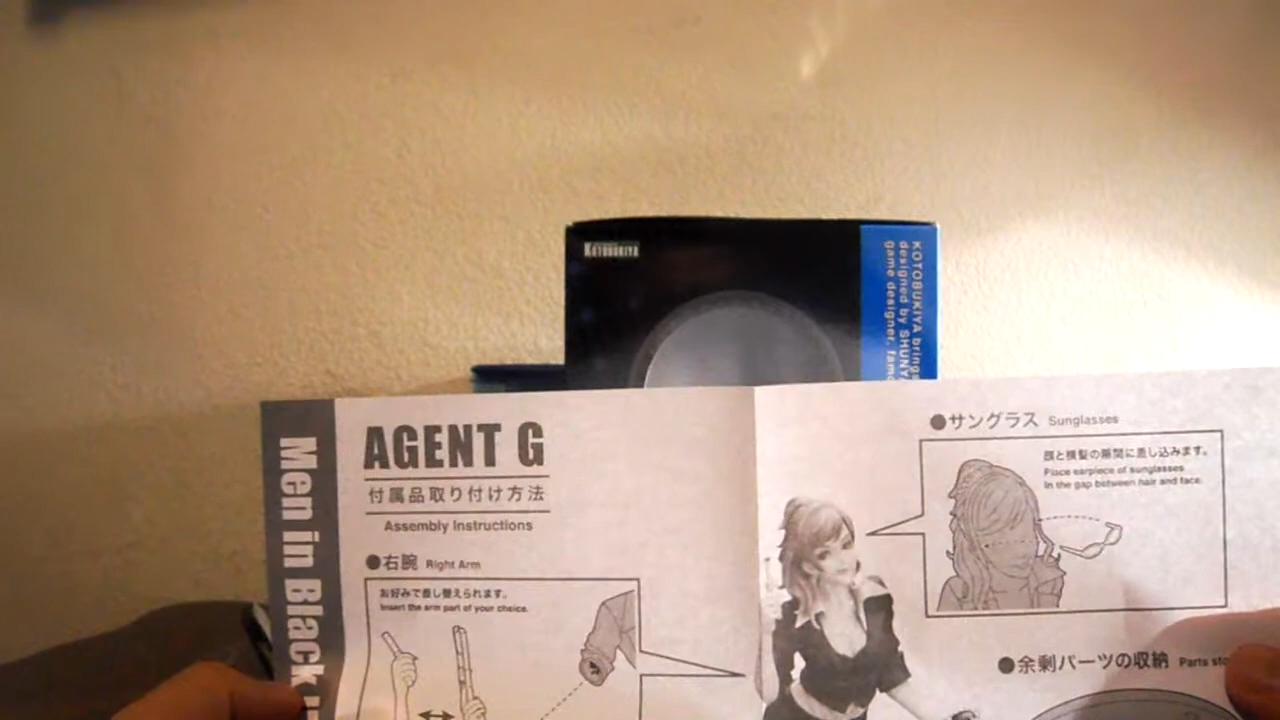 KOTOBUKIYA
KOTOBUKIYA brings
designed by
game designer,
Men in Black
AGENT G
付属品取り付け方法
Assembly Instructions
●右腕 Right Arm
お好みで差し替えられます。
Insert the arm part of your choice.
●サングラス Sunglasses
顔と横髪の隙間に差し込みます。
Place earpiece of sunglasses
in the gap between hair and face.
●余剰パーツの収納 Parts